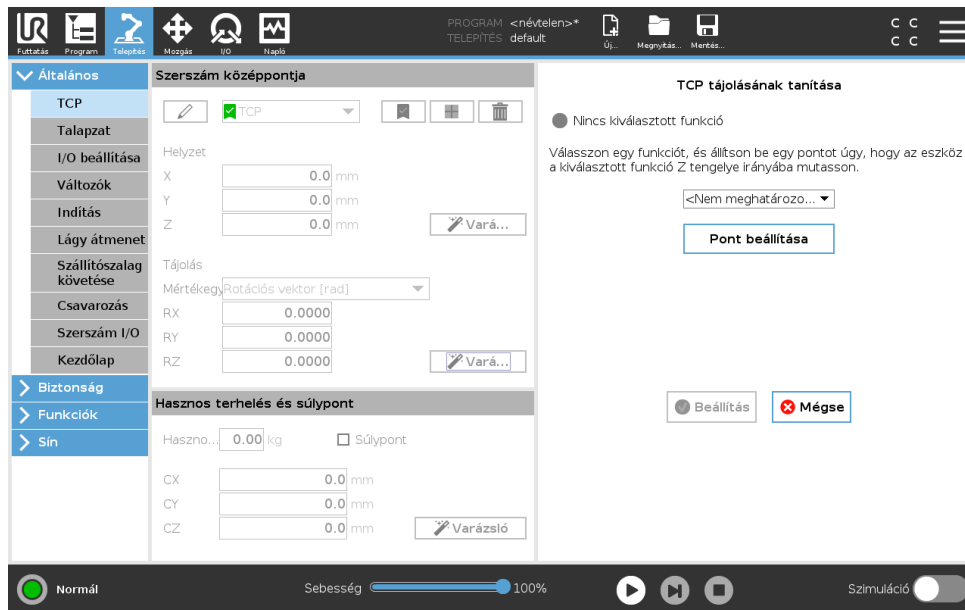 PROGRAM <névtelen>*
TELEPÍTÉS default
Futtatás Program Telepítés Mozgás I/O Napló
Új... Megnyitás... Mentés...
C C
C C
Általános
TCP
Talapzat
I/O beállítása
Változók
Indítás
Lágy átmenet
Szállítószalag
követése
Csavarozás
Szerszám I/O
Kezdőlap
Biztonság
Funkciók
Sín
Szerszám középpontja
TCP
Helyzet
X 0.0 mm
Y 0.0 mm
Z 0.0 mm
Vará...
Tájolás
Mértékegy Rotációs vektor [rad]
RX 0.0000
RY 0.0000
RZ 0.0000
Vará...
Hasznos terhelés és súlypont
Haszno... 0.00 kg Súlypont
CX 0.0 mm
CY 0.0 mm
CZ 0.0 mm
Varázsló
TCP tájolásának tanítása
Nincs kiválasztott funkció
Válasszon egy funkciót, és állítson be egy pontot úgy, hogy az eszköz
a kiválasztott funkció Z tengelye irányába mutasson.
<Nem meghatározo...
Pont beállítása
Beállítás Mégse
Normál
Sebesség 100%
Szimuláció